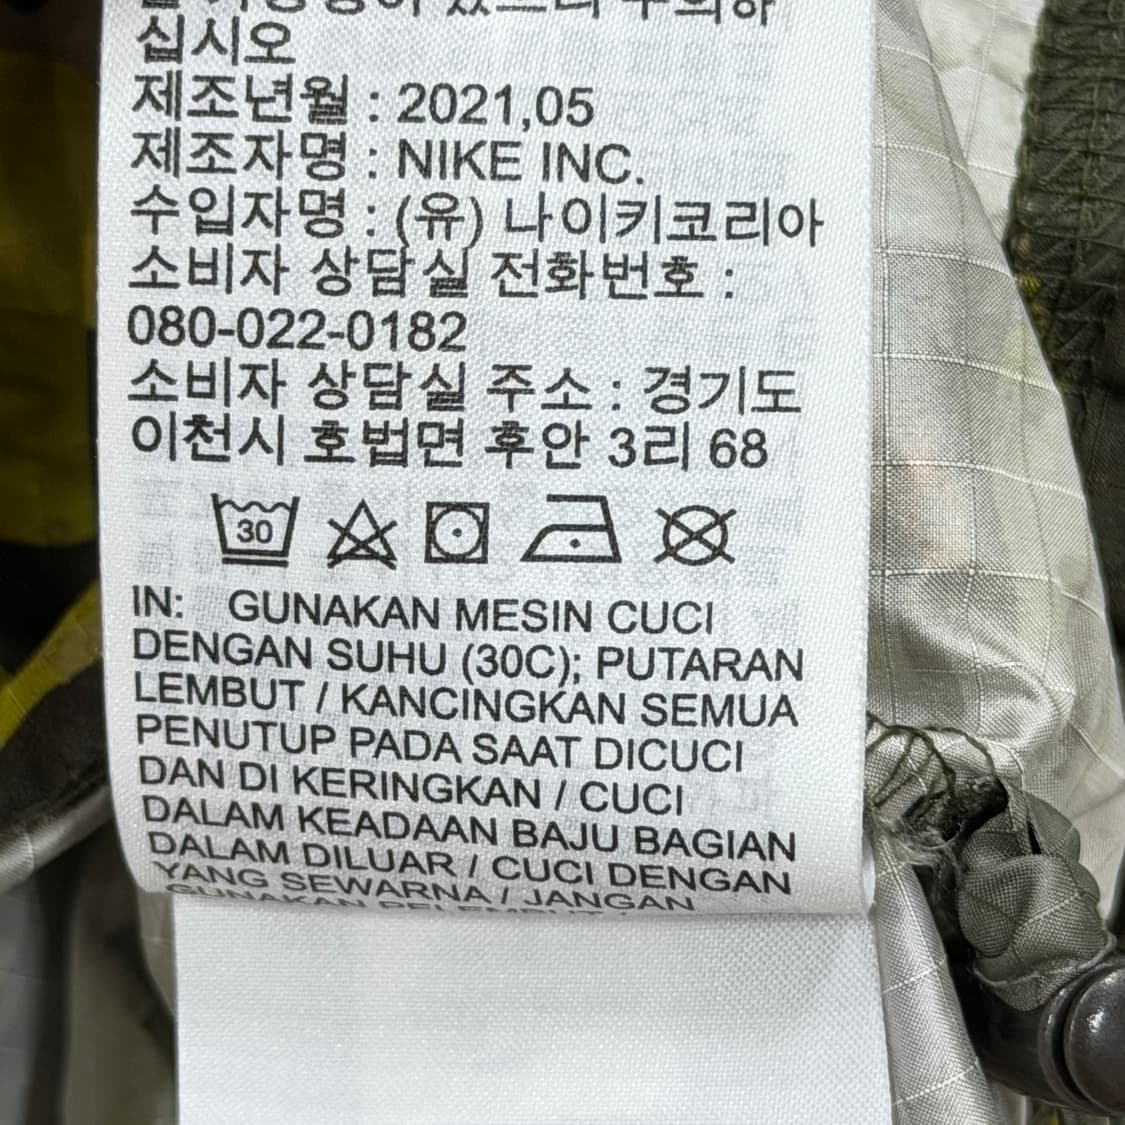 십시오
제조년월 : 2021,05
제조자명 : NIKE INC.
수입자명 : (유) 나이키코리아
소비자 상담실 전화번호 :
080-022-0182
소비자 상담실 주소 : 경기도
이천시 호법면 후안 3리 68
30
IN: GUNAKAN MESIN CUCI
DENGAN SUHU (30C); PUTARAN
LEMBUT / KANCINGKAN SEMUA
PENUTUP PADA SAAT DICUCI
DAN DI KERINGKAN / CUCI
DALAM KEADAAN BAJU BAGIAN
DALAM DILUAR / CUCI DENGAN
YANG SEWARNA / JANGAN
GUNAKAN PELEMBUT /